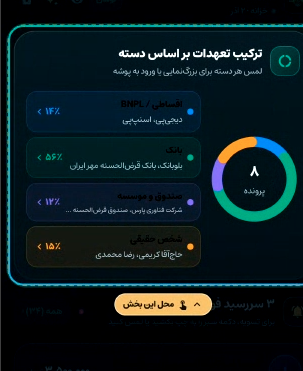 ترکیب تعهدات بر اساس دسته
لمس هر دسته برای بزرگ‌نمایی یا ورود به پوشه
اقساطی / BNPL
۱۴٪
دیجی‌پی، اسنپ‌پی
بانک
۵۶٪
بلوبانک، بانک قرض‌الحسنه مهر ایران
صندوق و موسسه
۱۲٪
شرکت فناوری پارس، صندوق قرض‌الحسنه ...
شخص حقیقی
۱۵٪
حاج‌آقا کریمی، رضا محمدی
۸
پرونده
محل این بخش
۳ سررسید